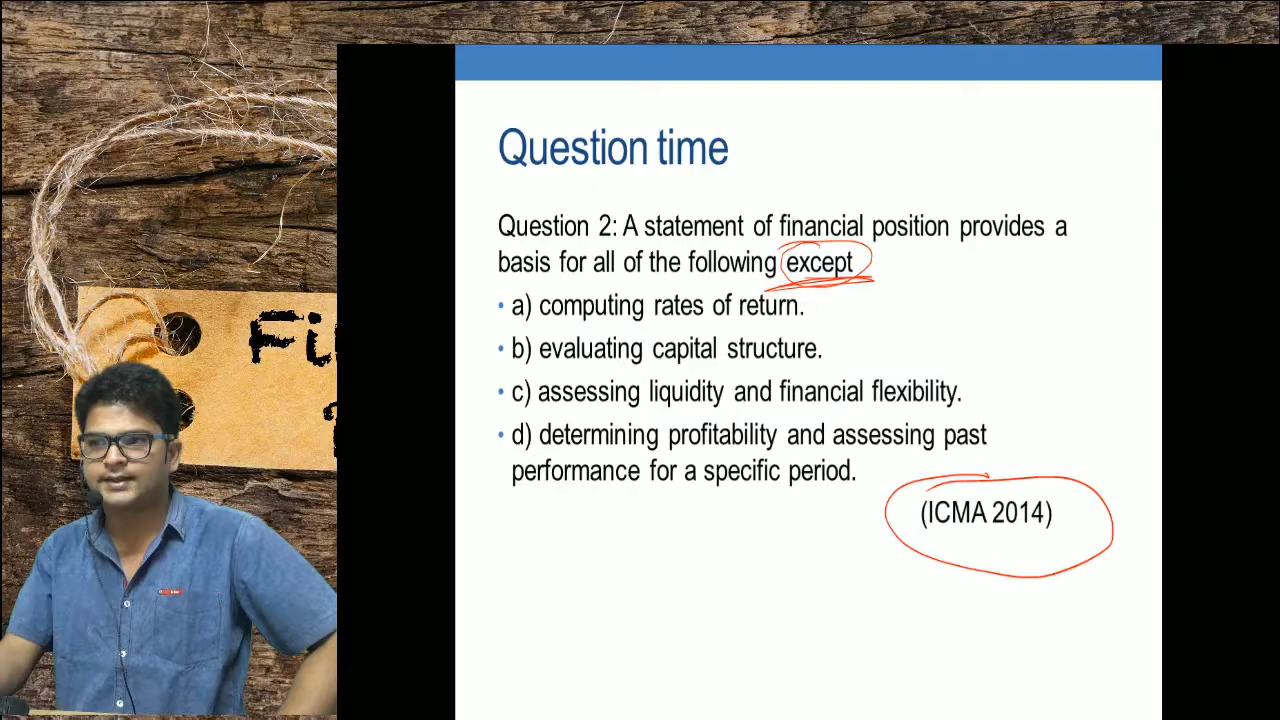 Question time
Question 2: A statement of financial position provides a
basis for all of the following except
• a) computing rates of return.
• b) evaluating capital structure.
• c) assessing liquidity and financial flexibility.
• d) determining profitability and assessing past
performance for a specific period.
(ICMA 2014)
Fi